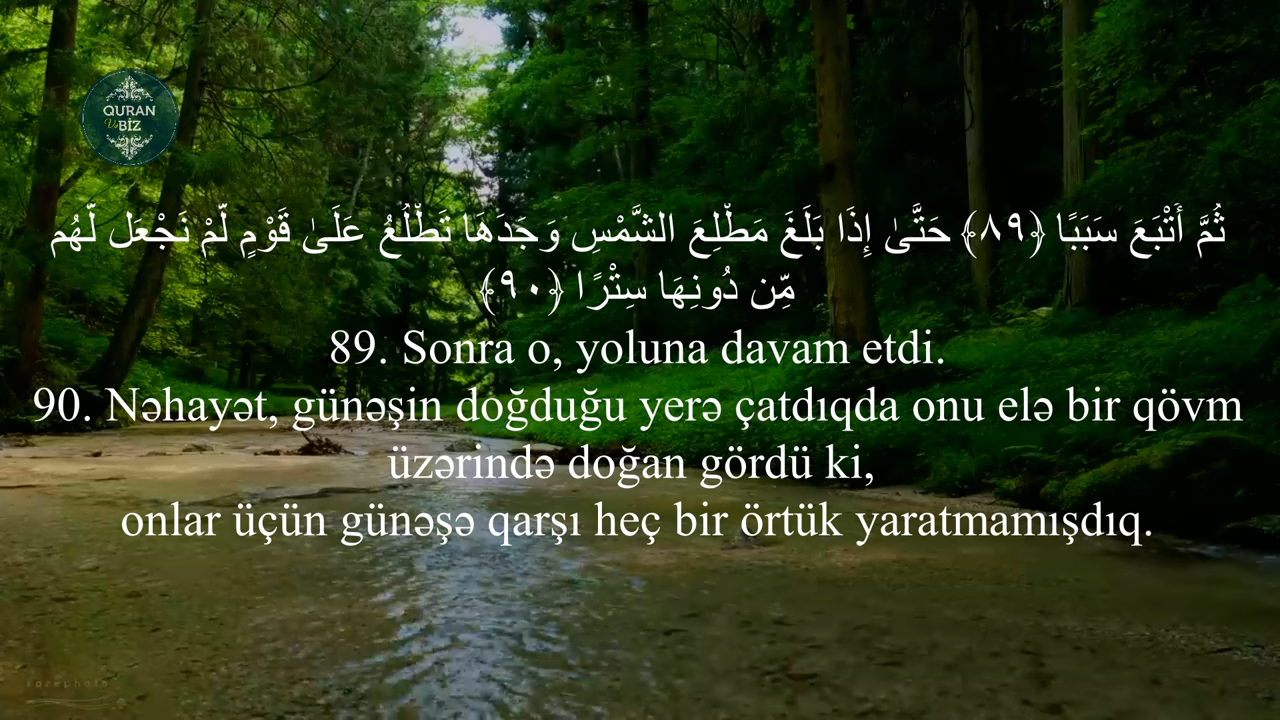 QURAN
Və
BİZ
ثُمَّ أَتْبَعَ سَبَبًا ﴿٨٩﴾ حَتَّىٰ إِذَا بَلَغَ مَطْلِعَ الشَّمْسِ وَجَدَهَا تَطْلُعُ عَلَىٰ قَوْمٍ لَّمْ نَجْعَل لَّهُم
مِّن دُونِهَا سِتْرًا ﴿٩٠﴾
89. Sonra o, yoluna davam etdi.
90. Nəhayət, günəşin doğduğu yerə çatdıqda onu elə bir qövm
üzərində doğan gördü ki,
onlar üçün günəşə qarşı heç bir örtük yaratmamışdıq.